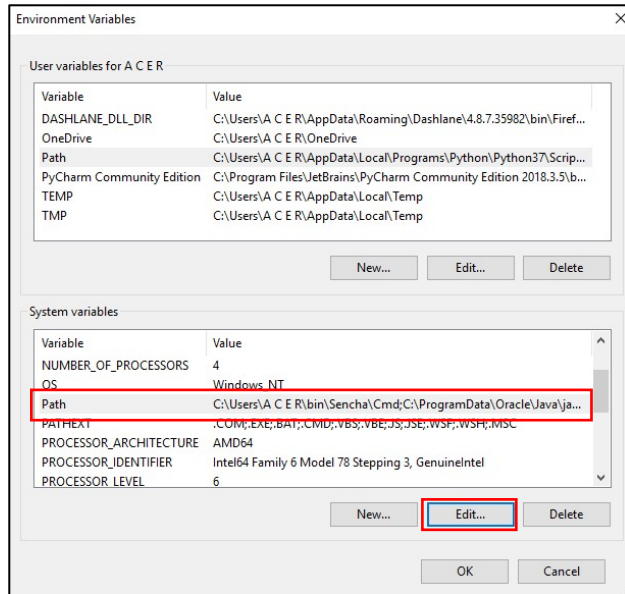 Environment Variables
User variables for A C E R
Variable Value
DASHLANE_DLL_DIR C:\Users\A C E R\AppData\Roaming\Dashlane\4.8.7.35982\bin\Firef...
OneDrive C:\Users\A C E R\OneDrive
Path C:\Users\A C E R\AppData\Local\Programs\Python\Python37\Scrip...
PyCharm Community Edition C:\Program Files\JetBrains\PyCharm Community Edition 2018.3.5\b...
TEMP C:\Users\A C E R\AppData\Local\Temp
TMP C:\Users\A C E R\AppData\Local\Temp
New... Edit... Delete
System variables
Variable Value
NUMBER_OF_PROCESSORS 4
OS Windows_NT
Path C:\Users\A C E R\bin\Sencha\Cmd;C:\ProgramData\Oracle\Java\ja...
PATHEXT .COM;.EXE;.BAT;.CMD;.VBS;.VBE;.JS;.JSE;.WSF;.WSH;.MSC
PROCESSOR_ARCHITECTURE AMD64
PROCESSOR_IDENTIFIER Intel64 Family 6 Model 78 Stepping 3, GenuineIntel
PROCESSOR_LEVEL 6
New... Edit... Delete
OK Cancel